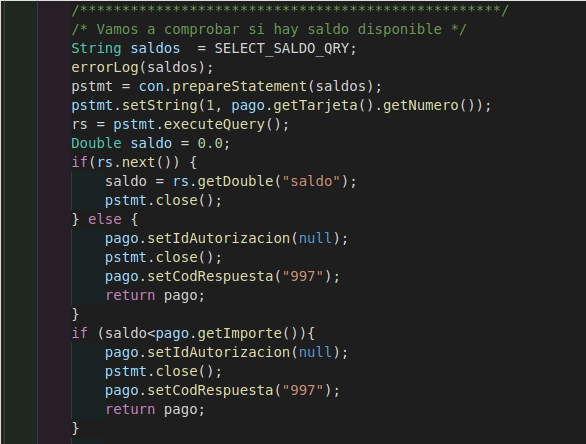 /**************************************************/
/* Vamos a comprobar si hay saldo disponible */
String saldos  = SELECT_SALDO_QRY;
errorLog(saldos);
pstmt = con.prepareStatement(saldos);
pstmt.setString(1, pago.getTarjeta().getNumero());
rs = pstmt.executeQuery();
Double saldo = 0.0;
if(rs.next()) {
    saldo = rs.getDouble("saldo");
    pstmt.close();
} else {
    pago.setIdAutorizacion(null);
    pstmt.close();
    pago.setCodRespuesta("997");
    return pago;
}
if (saldo<pago.getImporte()){
    pago.setIdAutorizacion(null);
    pstmt.close();
    pago.setCodRespuesta("997");
    return pago;
}